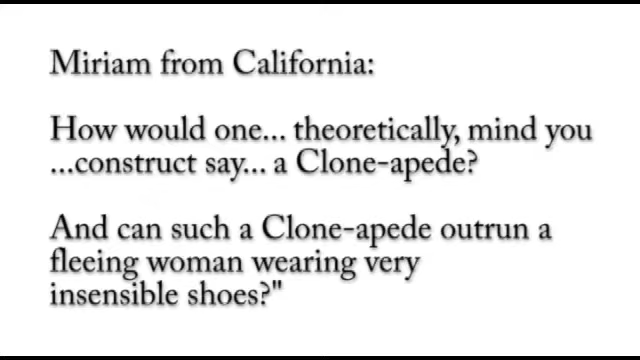 Miriam from California:
How would one... theoretically, mind you
...construct say... a Clone-apede?
And can such a Clone-apede outrun a
fleeing woman wearing very
insensible shoes?"